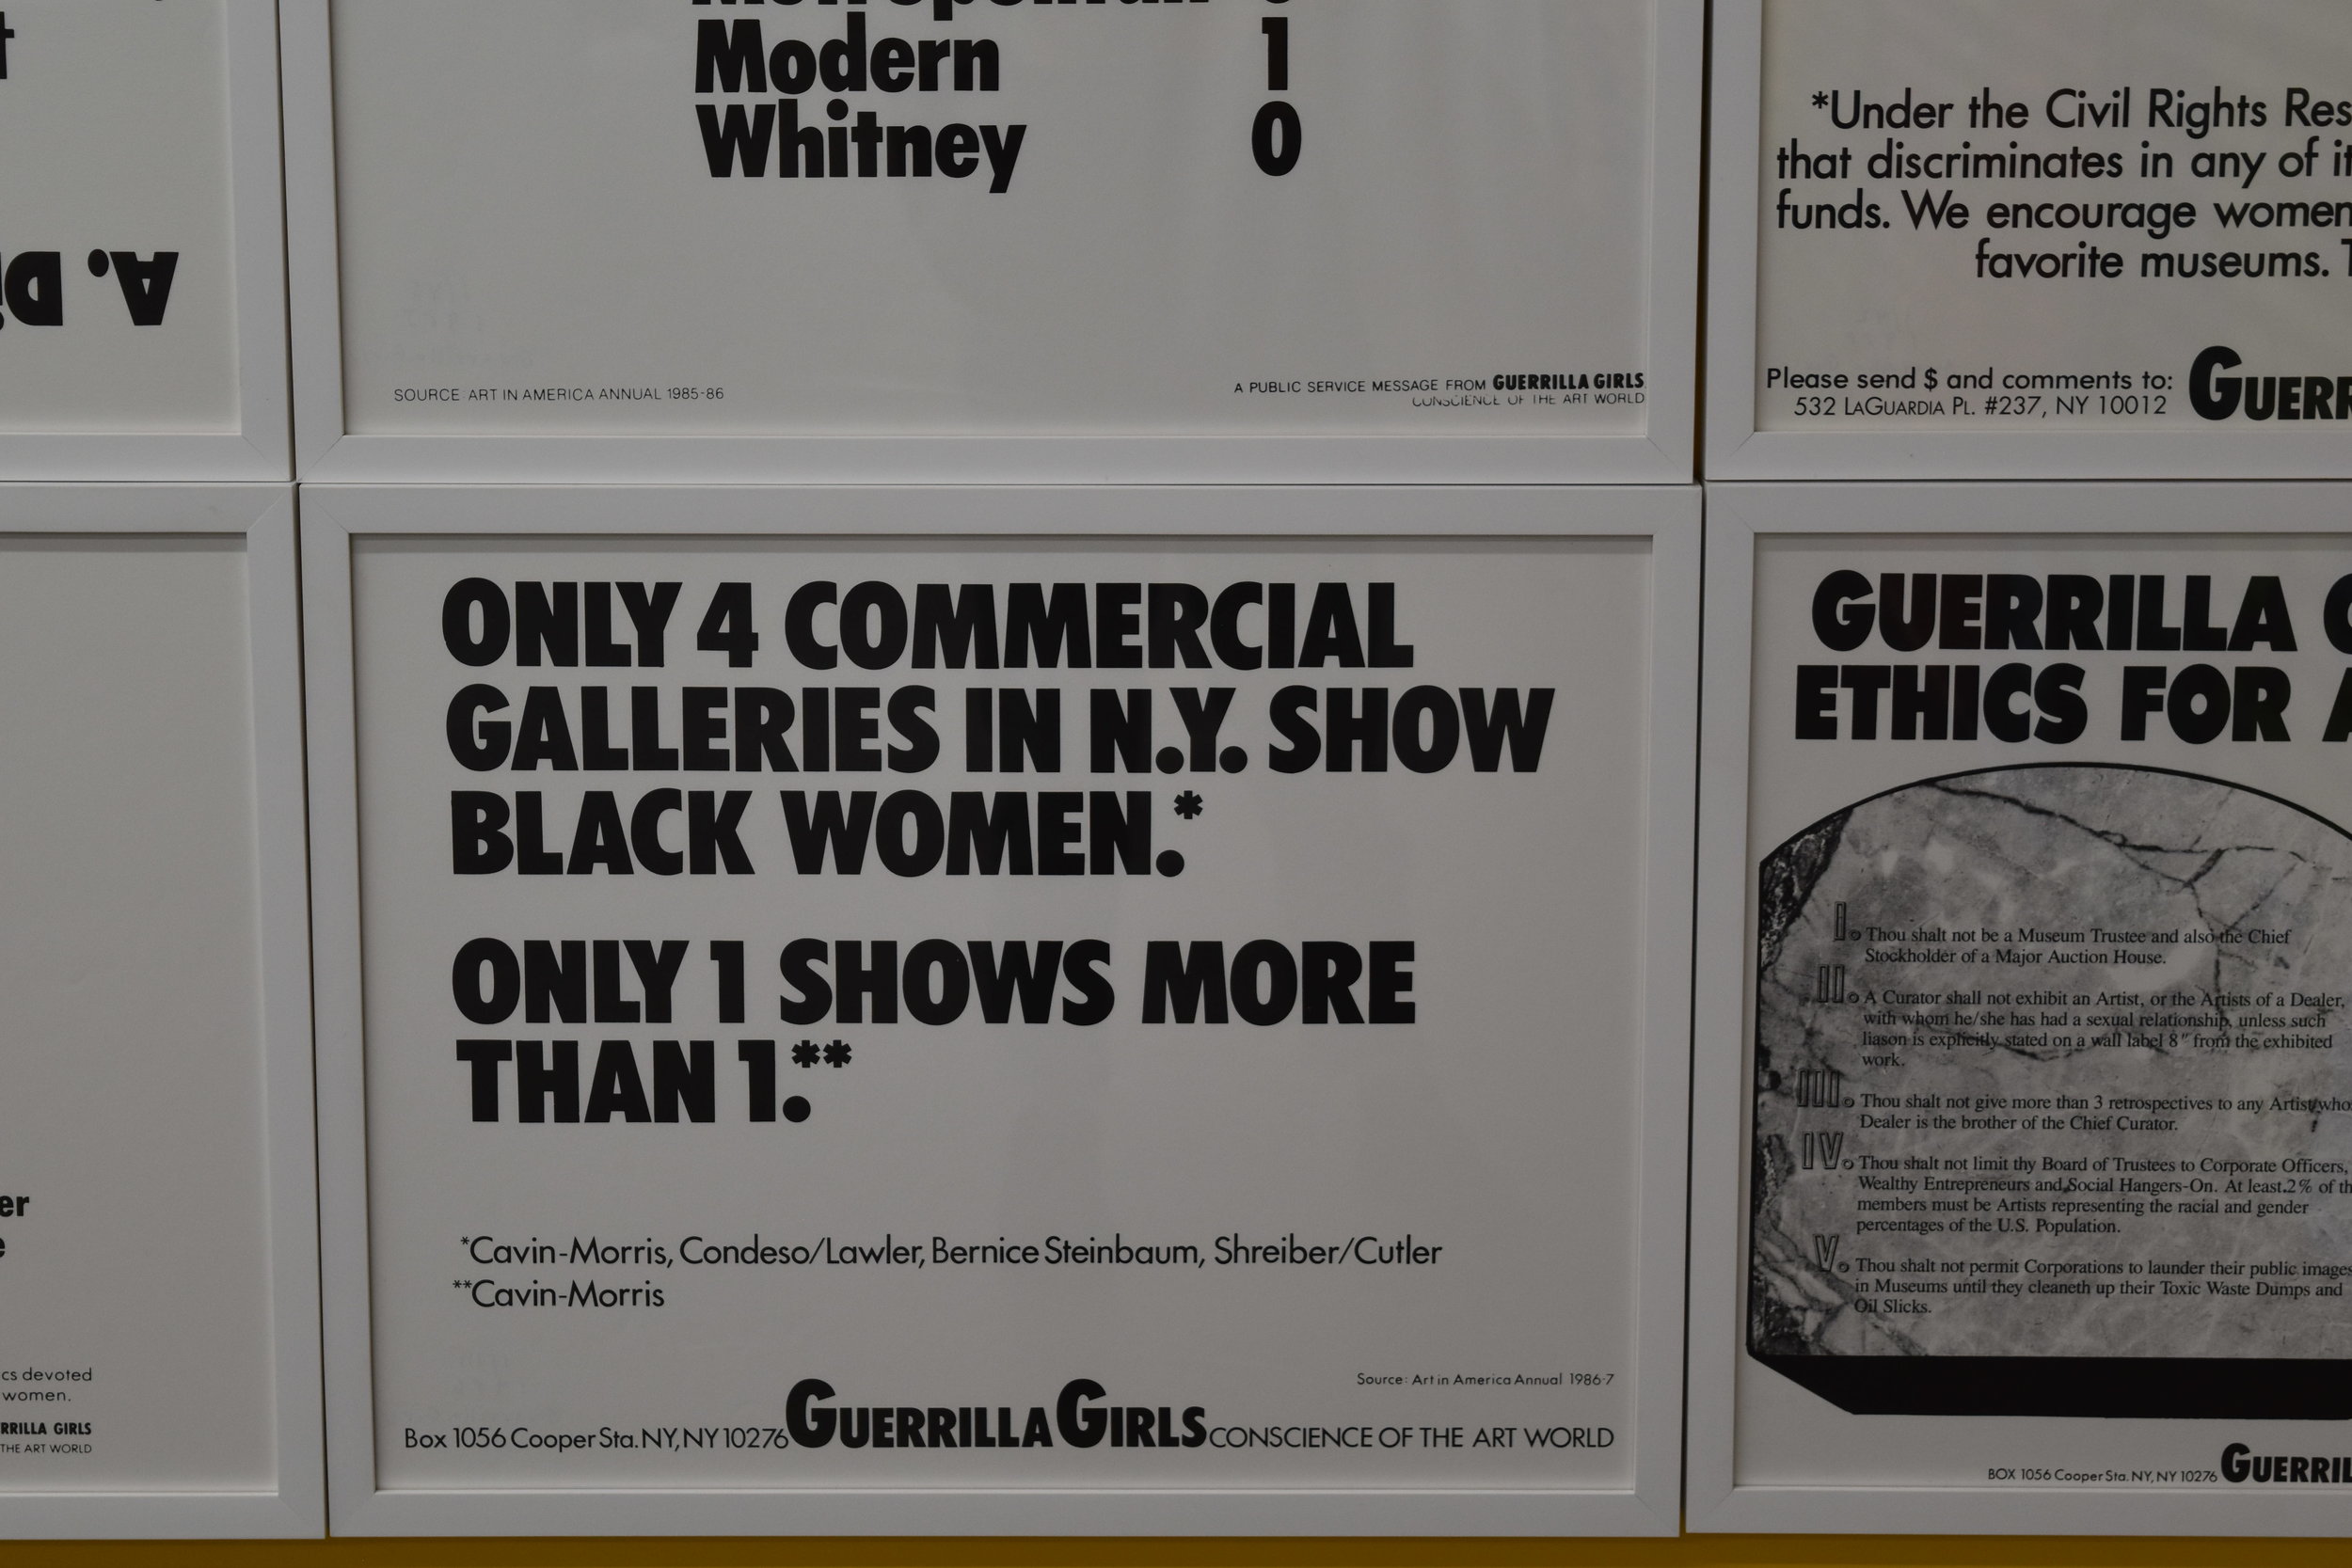 Modern 1
Whitney 0
SOURCE: ART IN AMERICA ANNUAL 1985-86
A PUBLIC SERVICE MESSAGE FROM GUERRILLA GIRLS
CONSCIENCE OF THE ART WORLD
A.
*Under the Civil Rights
that discriminates in any of
funds. We encourage women
favorite museums.
Please send $ and comments to:
532 LAGUARDIA PL. #237, NY 10012
cs devoted
women.
RRILLA GIRLS
THE ART WORLD
ONLY 4 COMMERCIAL
GALLERIES IN N.Y. SHOW
BLACK WOMEN.*
ONLY 1 SHOWS MORE
THAN 1.**
*Cavin-Morris, Condeso/Lawler, Bernice Steinbaum, Shreiber/Cutler
**Cavin-Morris
Source: Art in America Annual 1986-7
Box 1056 Cooper Sta. NY, NY 10276 GUERRILLA GIRLS CONSCIENCE OF THE ART WORLD
GUERRILLA
ETHICS FOR
I. Thou shalt not be a Museum Trustee and also the Chief
Stockholder of a Major Auction House.
II. A Curator shall not exhibit an Artist, or the Artists of a Dealer,
with whom he/she has had a sexual relationship, unless such
liason is explicitly stated on a wall label 8" from the exhibited
work.
III. Thou shalt not give more than 3 retrospectives to any Artist who
Dealer is the brother of the Chief Curator.
IV. Thou shalt not limit thy Board of Trustees to Corporate Officers,
Wealthy Entrepreneurs and Social Hangers-On. At least 2% of th
members must be Artists representing the racial and gender
percentages of the U.S. Population.
V. Thou shalt not permit Corporations to launder their public images
in Museums until they cleaneth up their Toxic Waste Dumps and
Oil Slicks.
BOX 1056 Cooper Sta. NY, NY 10276 GUERRIL